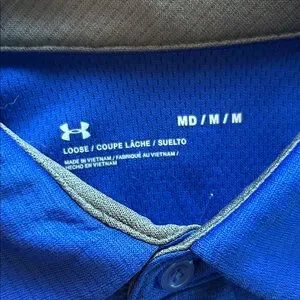 MD / M / M
LOOSE / COUPE LÂCHE / SUELTO
MADE IN VIETNAM / FABRIQUÉ AU VIETNAM /
HECHO EN VIETNAM